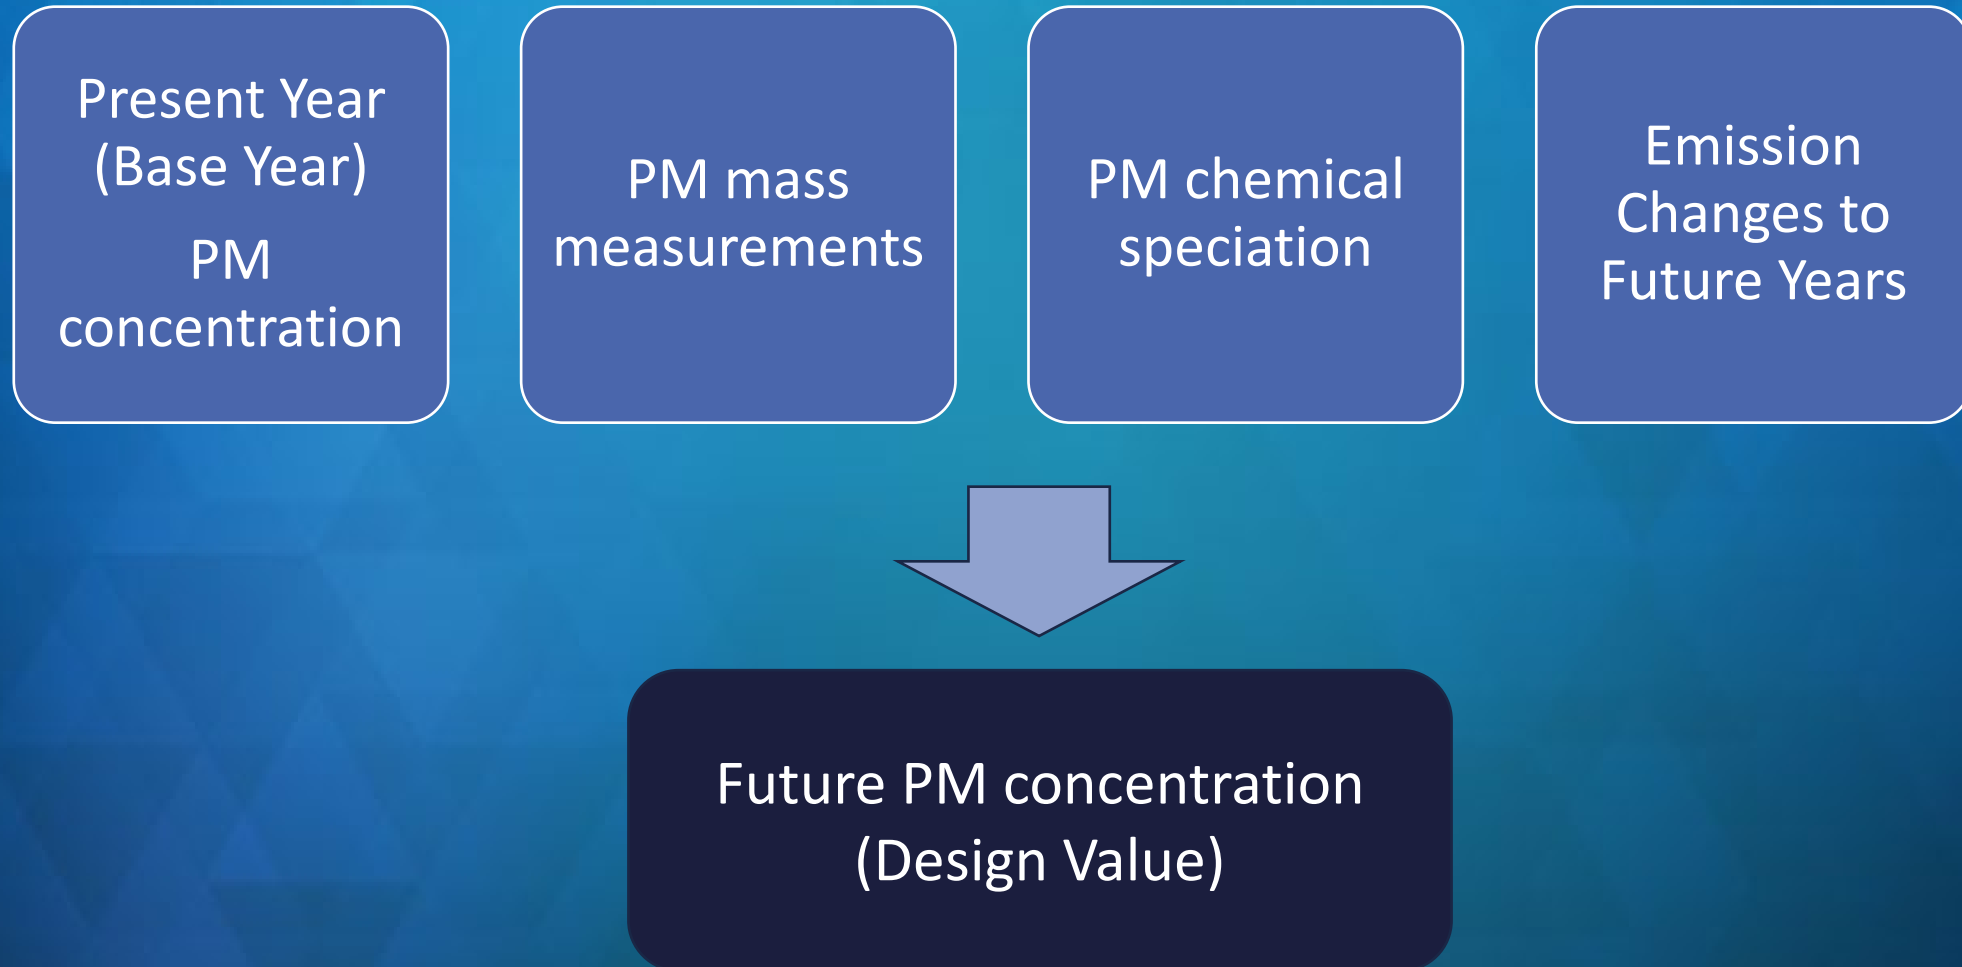 Present Year
(Base Year)
PM
concentration
PM mass
measurements
PM chemical
speciation
Emission
Changes to
Future Years
Future PM concentration
(Design Value)